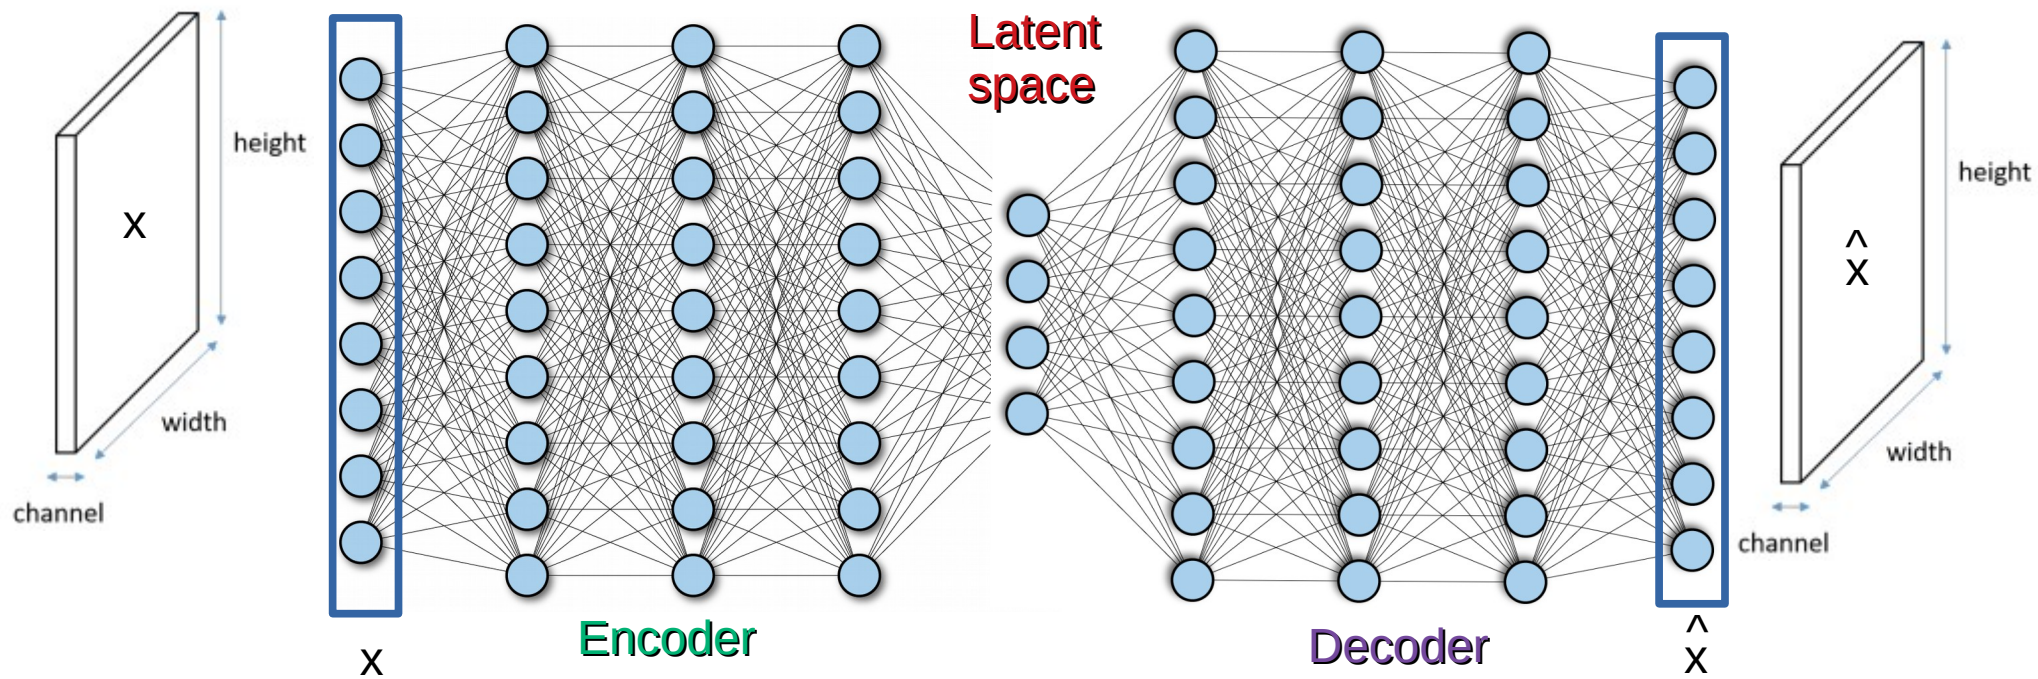 height
x
width
channel
x
Encoder
Latent
space
Decoder
^
x
height
^
x
width
channel